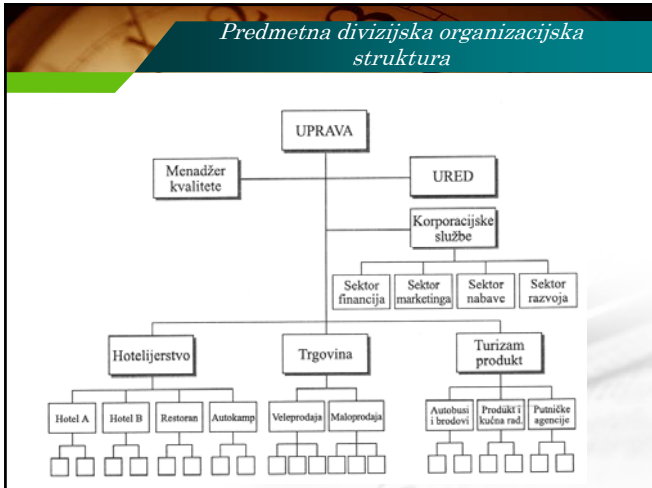 Predmetna divizijska organizacijska
struktura
UPRAVA
Menadžer
kvalitete
URED
Korporacijske
službe
Sektor
financija
Sektor
marketinga
Sektor
nabave
Sektor
razvoja
Hotelijerstvo
Trgovina
Turizam
produkt
Hotel A
Hotel B
Restoran
Autokamp
Veleprodaja
Maloprodaja
Autobusi
i brodovi
Produkt i
kućna rad.
Putničke
agencije